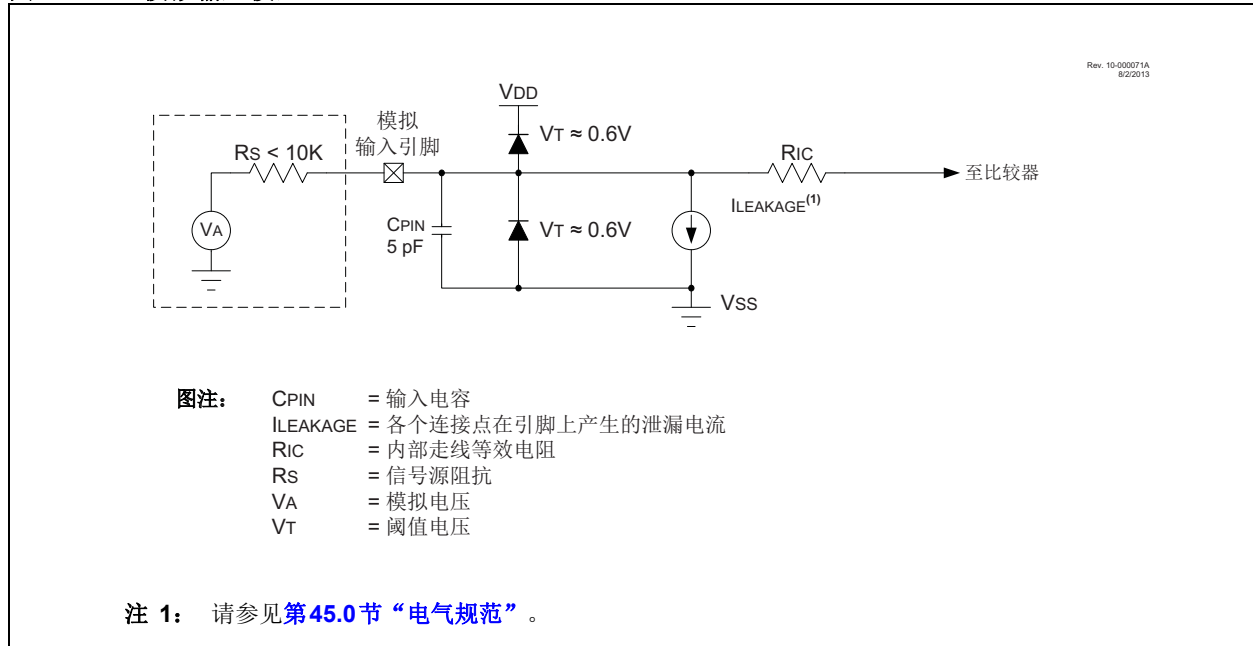 Rev. 10-000071A
8/2/2013
VDD
模拟
输入引脚
VT ≈ 0.6V
RS < 10K
RIC
至比较器
ILEAKAGE(1)
VA
CPIN
5 pF
VT ≈ 0.6V
VSS
图注： CPIN = 输入电容
ILEAKAGE = 各个连接点在引脚上产生的泄漏电流
RIC = 内部走线等效电阻
RS = 信号源阻抗
VA = 模拟电压
VT = 阈值电压
注 1： 请参见第45.0节“电气规范”。